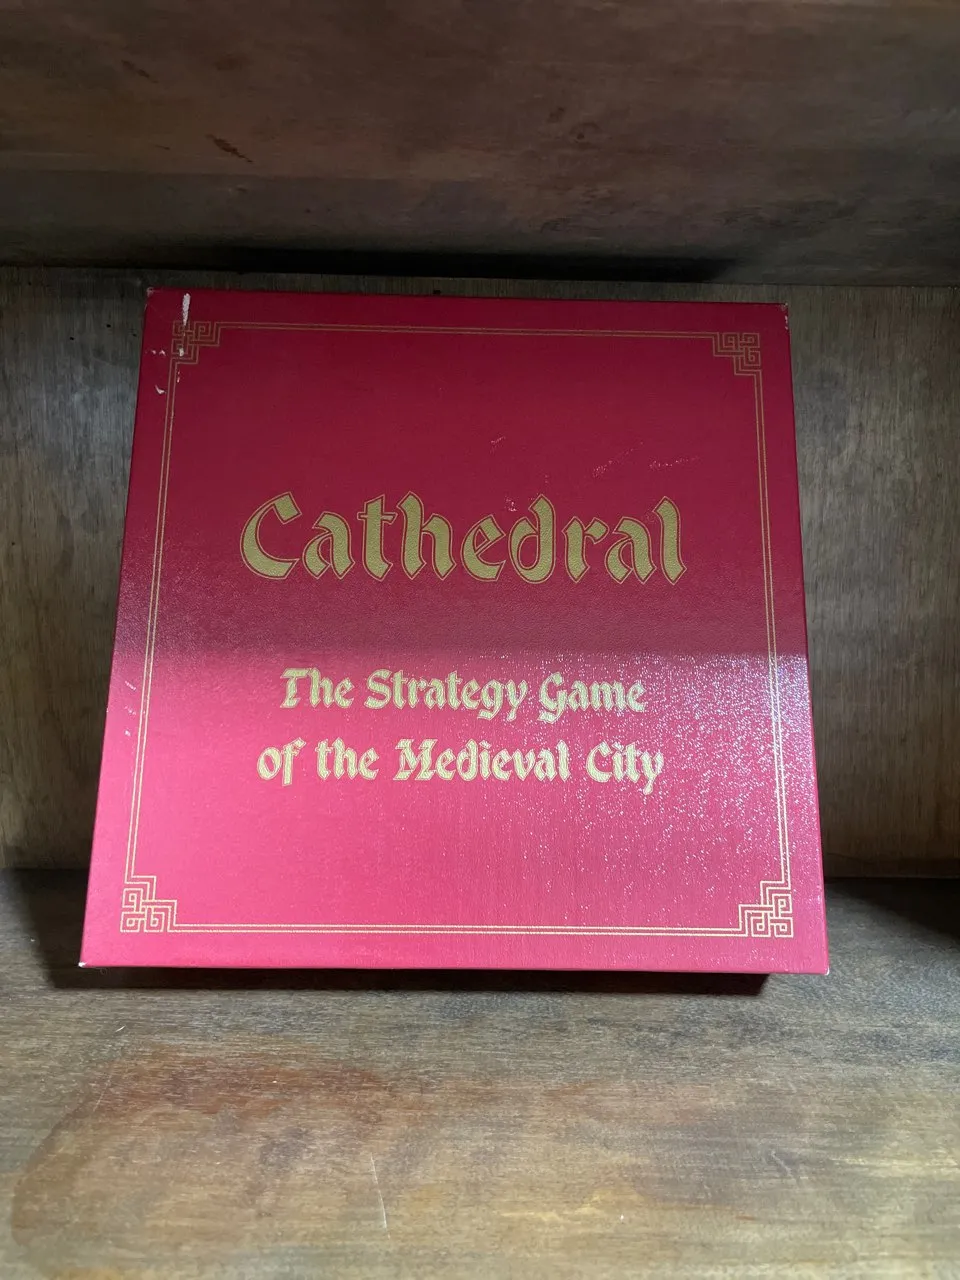 Cathedral
The Strategy Game
of the Medieval City